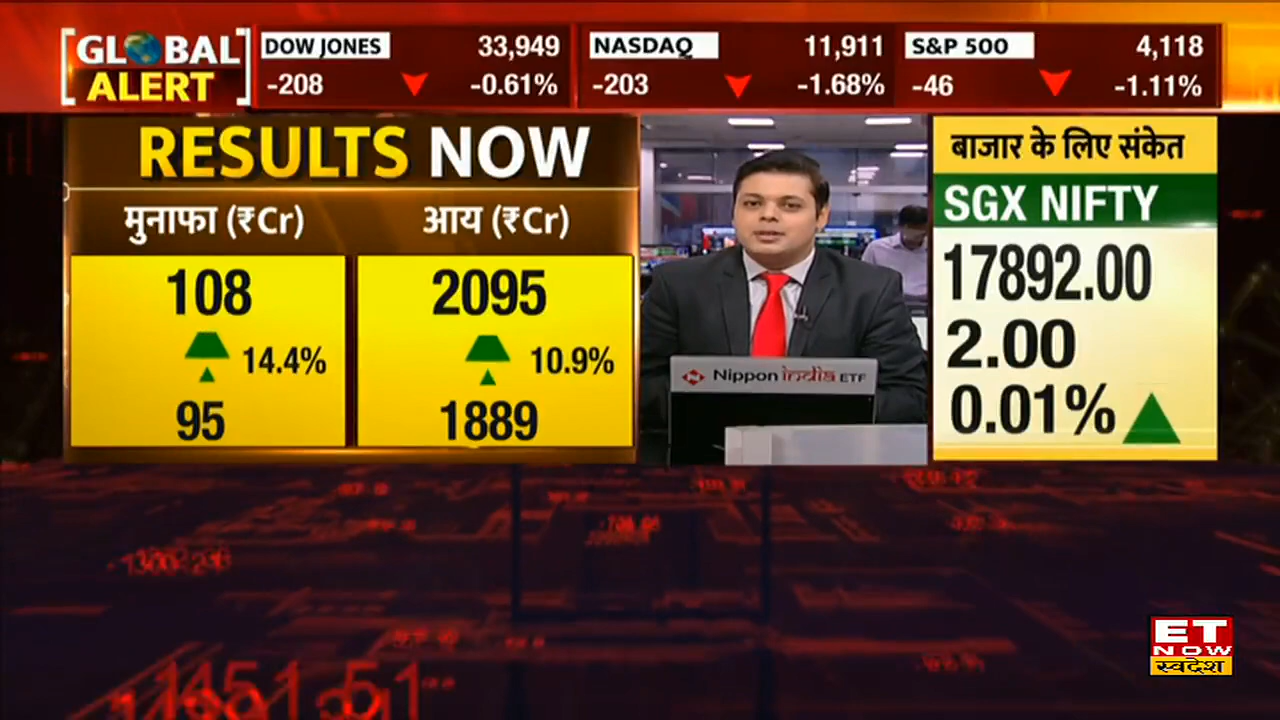 GLOBAL
ALERT
DOW JONES 33,949
-208 -0.61%
NASDAQ 11,911
-203 -1.68%
S&P 500 4,118
-46 -1.11%
RESULTS NOW
मुनाफा (₹Cr) आय (₹Cr)
108 2095
14.4% 10.9%
95 1889
Nippon india ETF
बाजार के लिए संकेत
SGX NIFTY
17892.00
2.00
0.01%
ET
NOW
स्वदेश